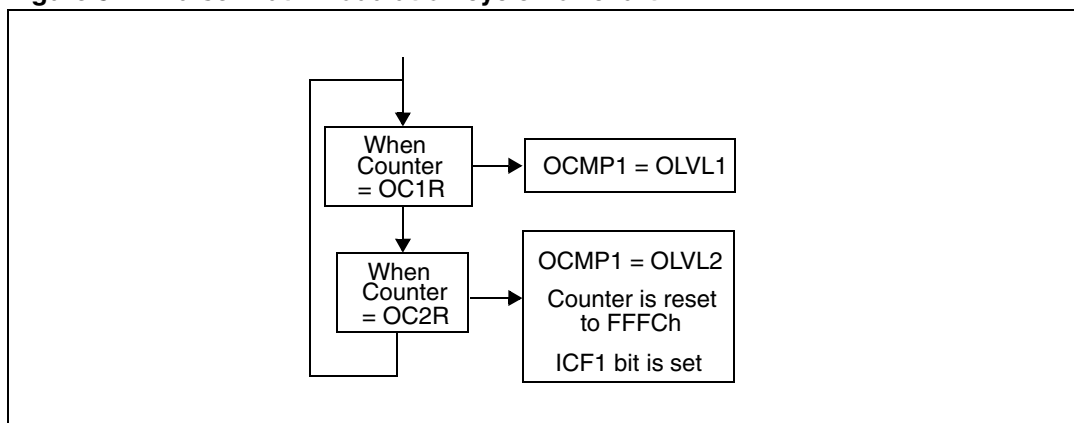 When
Counter
= OC1R
OCMP1 = OLVL1
When
Counter
= OC2R
OCMP1 = OLVL2
Counter is reset
to FFFCh
ICF1 bit is set